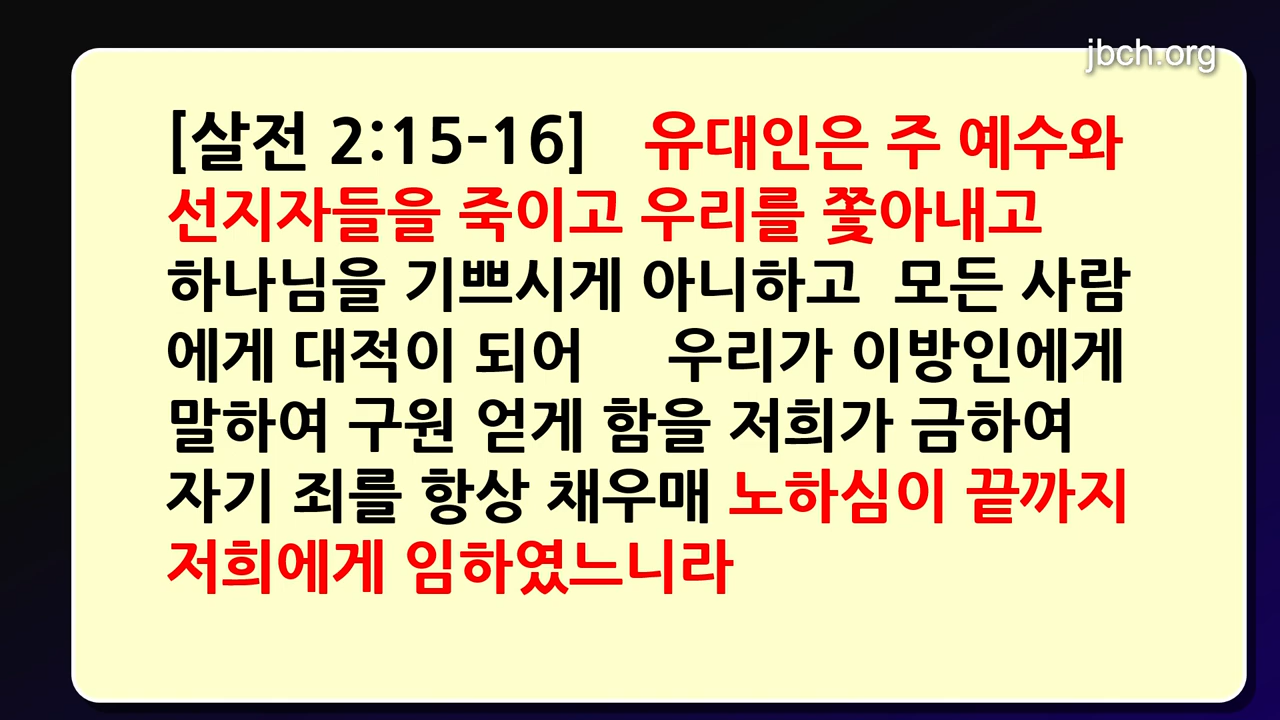 jbch.org
[살전 2:15-16] 유대인은 주 예수와
선지자들을 죽이고 우리를 쫓아내고
하나님을 기쁘시게 아니하고 모든 사람
에게 대적이 되어 우리가 이방인에게
말하여 구원 얻게 함을 저희가 금하여
자기 죄를 항상 채우매 노하심이 끝까지
저희에게 임하였느니라